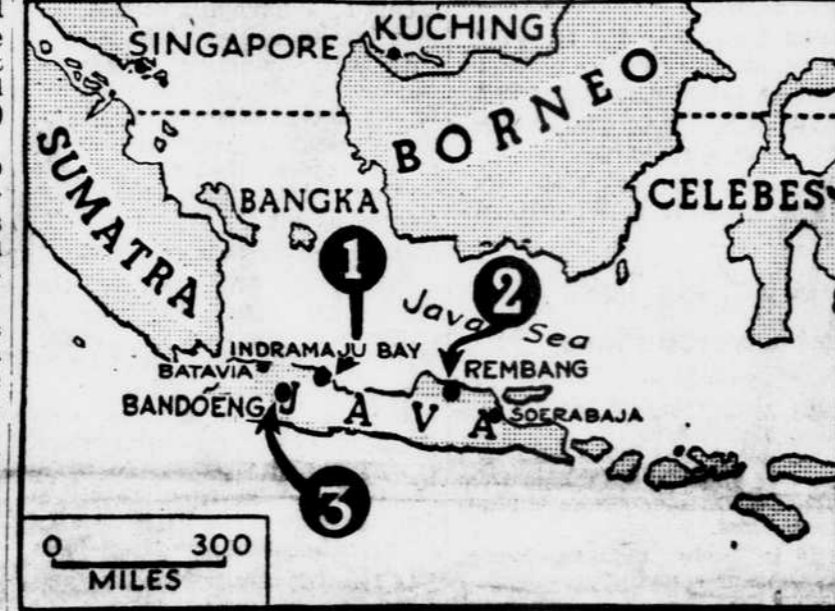 SINGAPORE
KUCHING
BORNEO
SUMATRA
BANGKA
CELEBES
1
2
Java Sea
INDRAMAJU BAY
BATAVIA
REMBANG
BANDOENG
JAVA
SOERABAJA
3
0 300
MILES